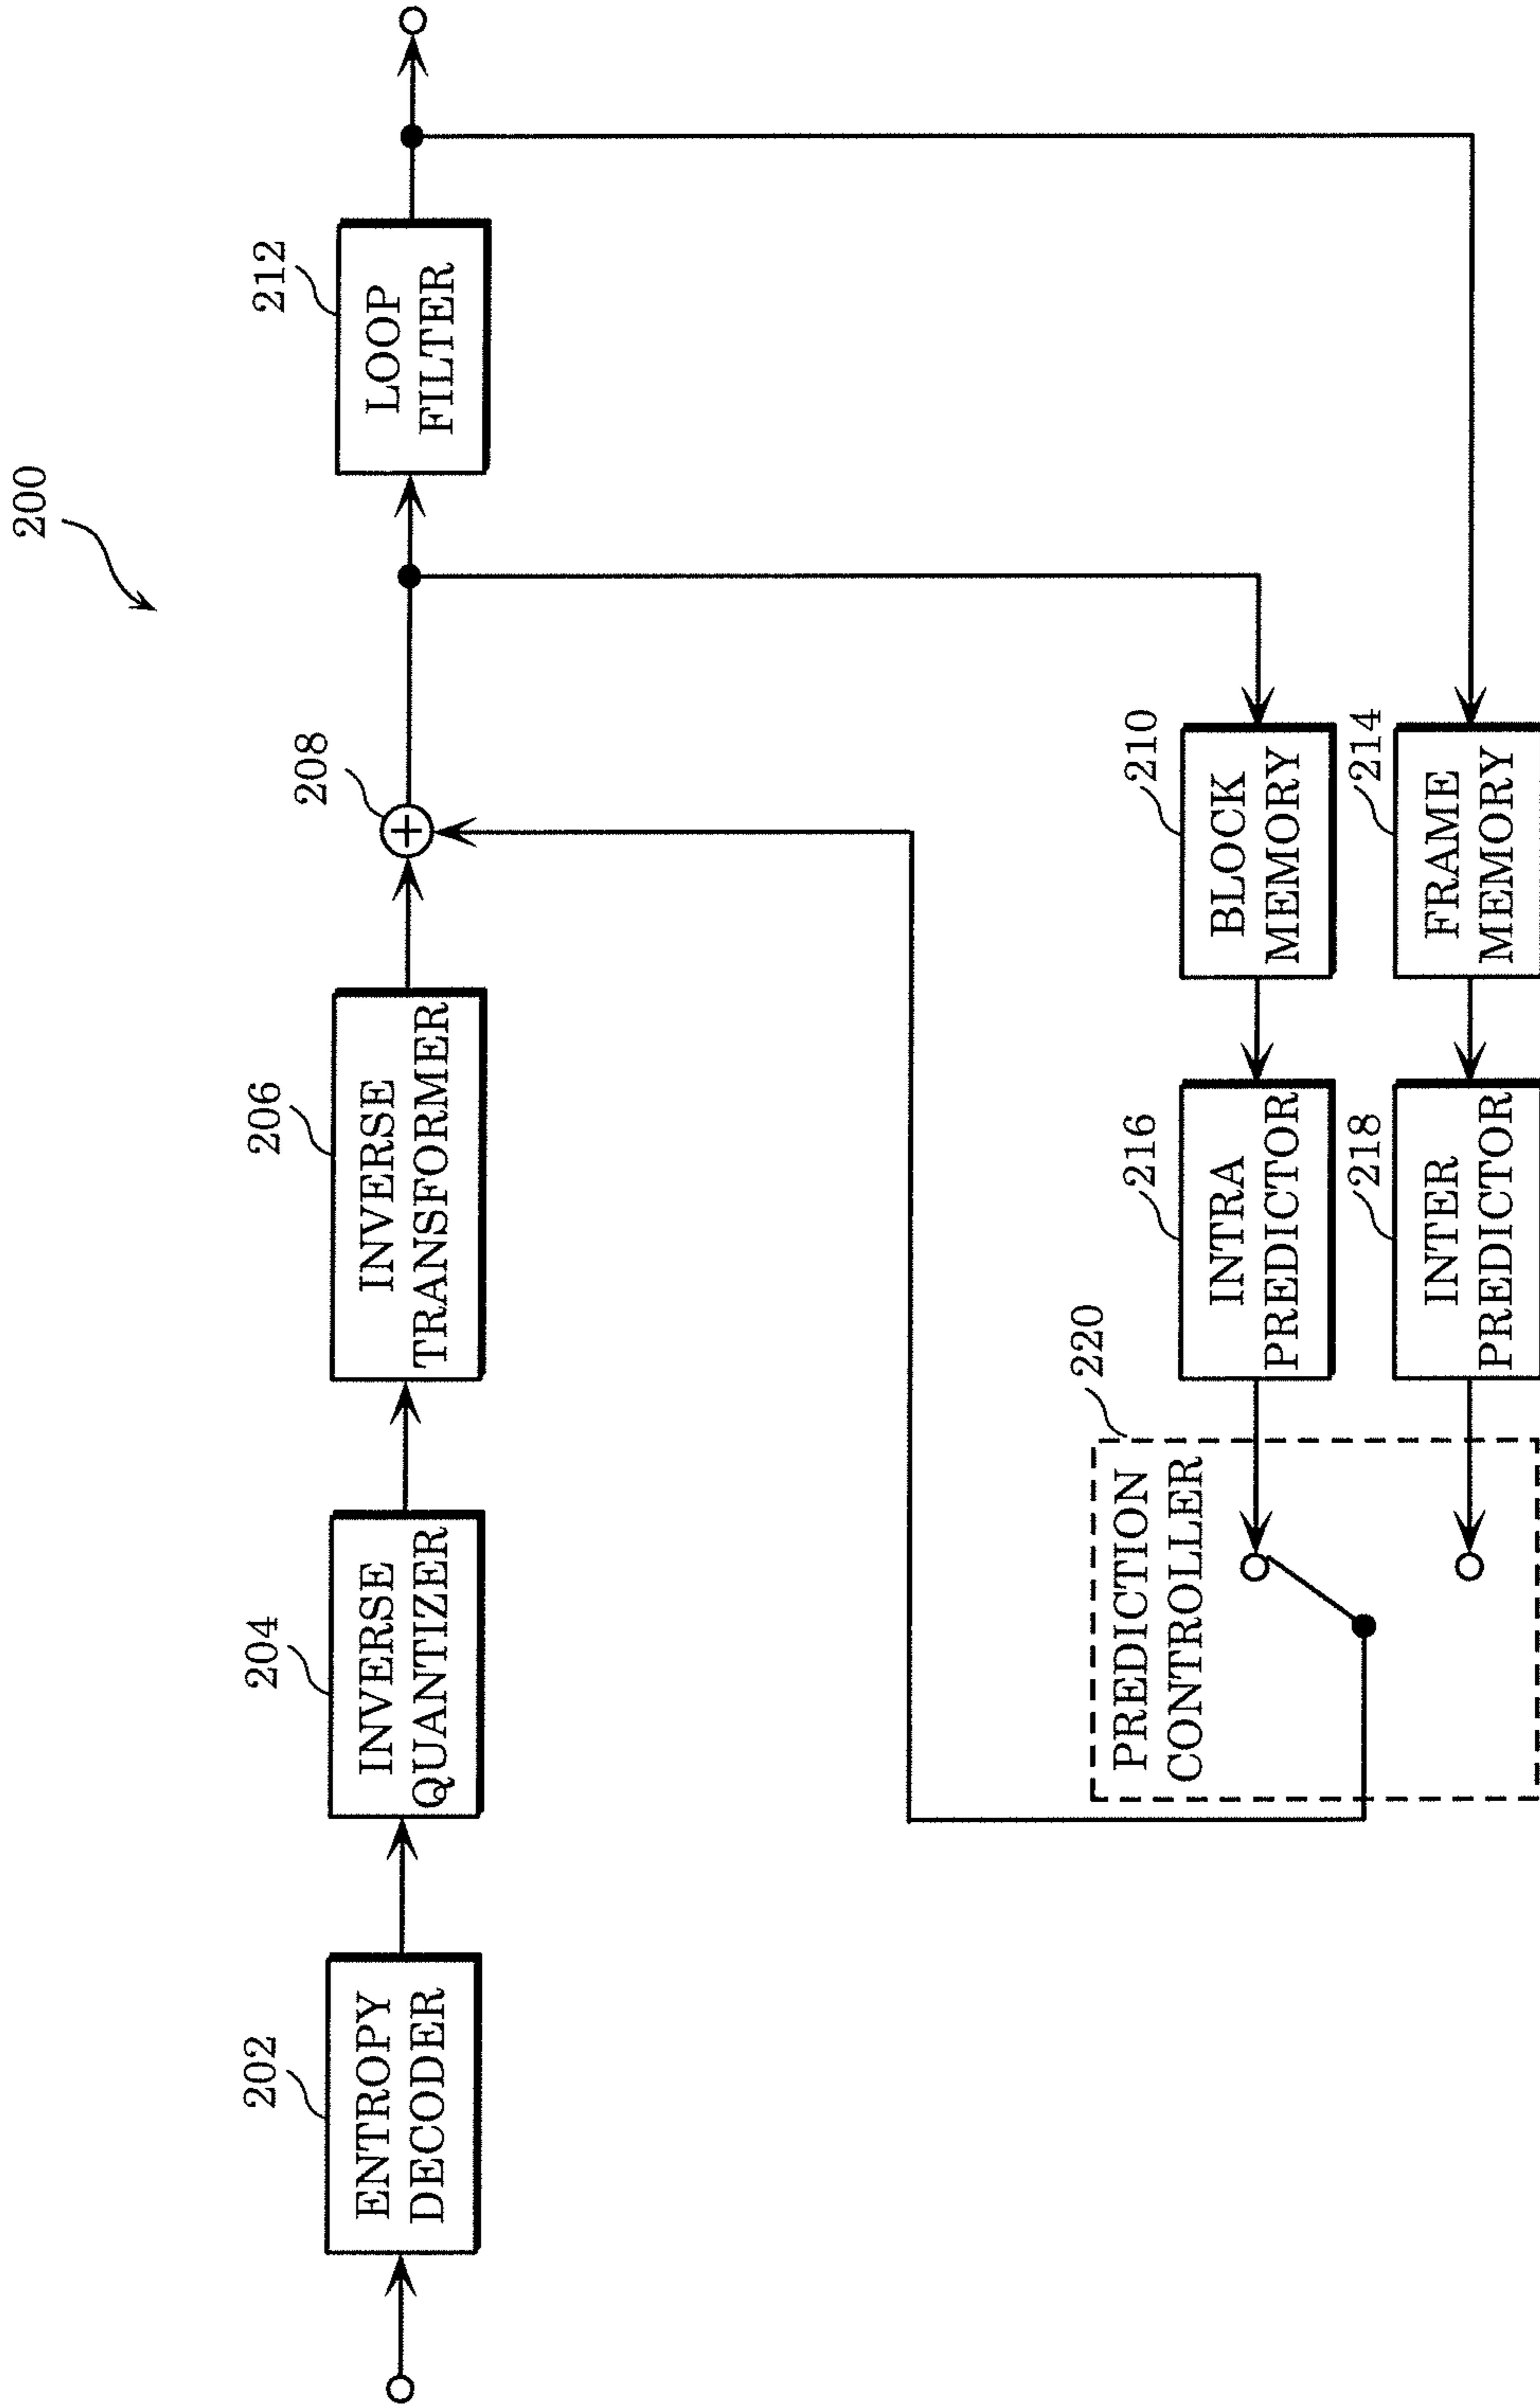 200
202
ENTROPY
DECODER
204
INVERSE
QUANTIZER
206
INVERSE
TRANSFORMER
208
+
212
LOOP
FILTER
220
PREDICTION
CONTROLLER
216
INTRA
PREDICTOR
210
BLOCK
MEMORY
218
INTER
PREDICTOR
214
FRAME
MEMORY